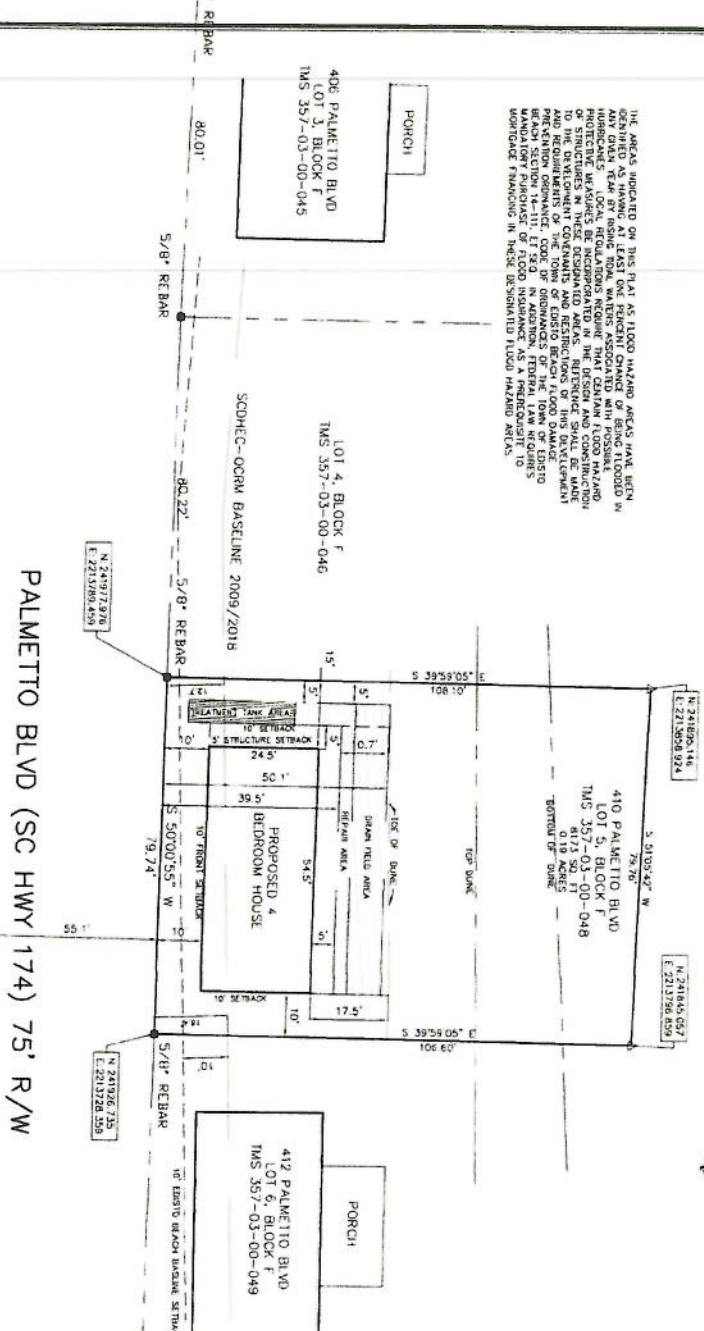 THE AREAS INDICATED ON THIS PLAT AS FLOOD HAZARD AREAS HAVE BEEN
IDENTIFIED AS HAVING AT LEAST ONE PERCENT CHANCE OF BEING FLOODED IN
ANY GIVEN YEAR BY RISING TIDAL WATERS ASSOCIATED WITH POSSIBLE
HURRICANES. LOCAL REGULATIONS REQUIRE THAT CERTAIN FLOOD HAZARD
PROTECTIVE MEASURES BE INCORPORATED IN THE DESIGN AND CONSTRUCTION
OF STRUCTURES IN THESE DESIGNATED AREAS. REFERENCE SHALL BE MADE
TO THE DEVELOPMENT COVENANTS AND RESTRICTIONS OF THIS DEVELOPMENT
AND REQUIREMENTS OF THE TOWN OF EDISTO BEACH FLOOD DAMAGE
PREVENTION ORDINANCE, CODE OF ORDINANCES OF THE TOWN OF EDISTO
BEACH SECTION 14-111, ET SEQ. IN ADDITION, FEDERAL LAW REQUIRES
MANDATORY PURCHASE OF FLOOD INSURANCE AS A PREREQUISITE TO
MORTGAGE FINANCING IN THESE DESIGNATED FLOOD HAZARD AREAS
PORCH
406 PALMETTO BLVD
LOT 3, BLOCK F
TMS 357-03-00-045
REBAR
80.01'
5/8" REBAR
LOT 4, BLOCK F
TMS 357-03-00-046
SCDHEC-OCRM BASELINE 2009/2018
80.22'
5/8" REBAR
N: 241977.976
E: 2213789.459
N: 241895.146
E: 2213858.924
S 39°59'05" E
108.10'
S 51°05'42" W
79.76'
410 PALMETTO BLVD
LOT 5, BLOCK F
TMS 357-03-00-048
8173 SQ. FT
0.19 ACRES
BOTTOM OF DUNE
TOP DUNE
TOE OF DUNE
DRAIN FIELD AREA
REPAIR AREA
15'
5'
5'
5'
0.7'
12.7
TREATMENT TANK AREA
10' SETBACK
5' STRUCTURE SETBACK
10'
24.5'
50.1'
39.5'
54.5'
5'
PROPOSED 4
BEDROOM HOUSE
10' FRONT SETBACK
10' SETBACK
10'
17.5'
S 50°00'55" W
79.74'
55.1'
10
10'
S 39°59'05" E
106.60'
N: 241845.057
E: 2213796.859
5/8" REBAR
N: 241926.735
E: 2213728.359
PORCH
412 PALMETTO BLVD
LOT 6, BLOCK F
TMS 357-03-00-049
10' EDISTO BEACH BASELINE SETBA
PALMETTO BLVD (SC HWY 174) 75' R/W